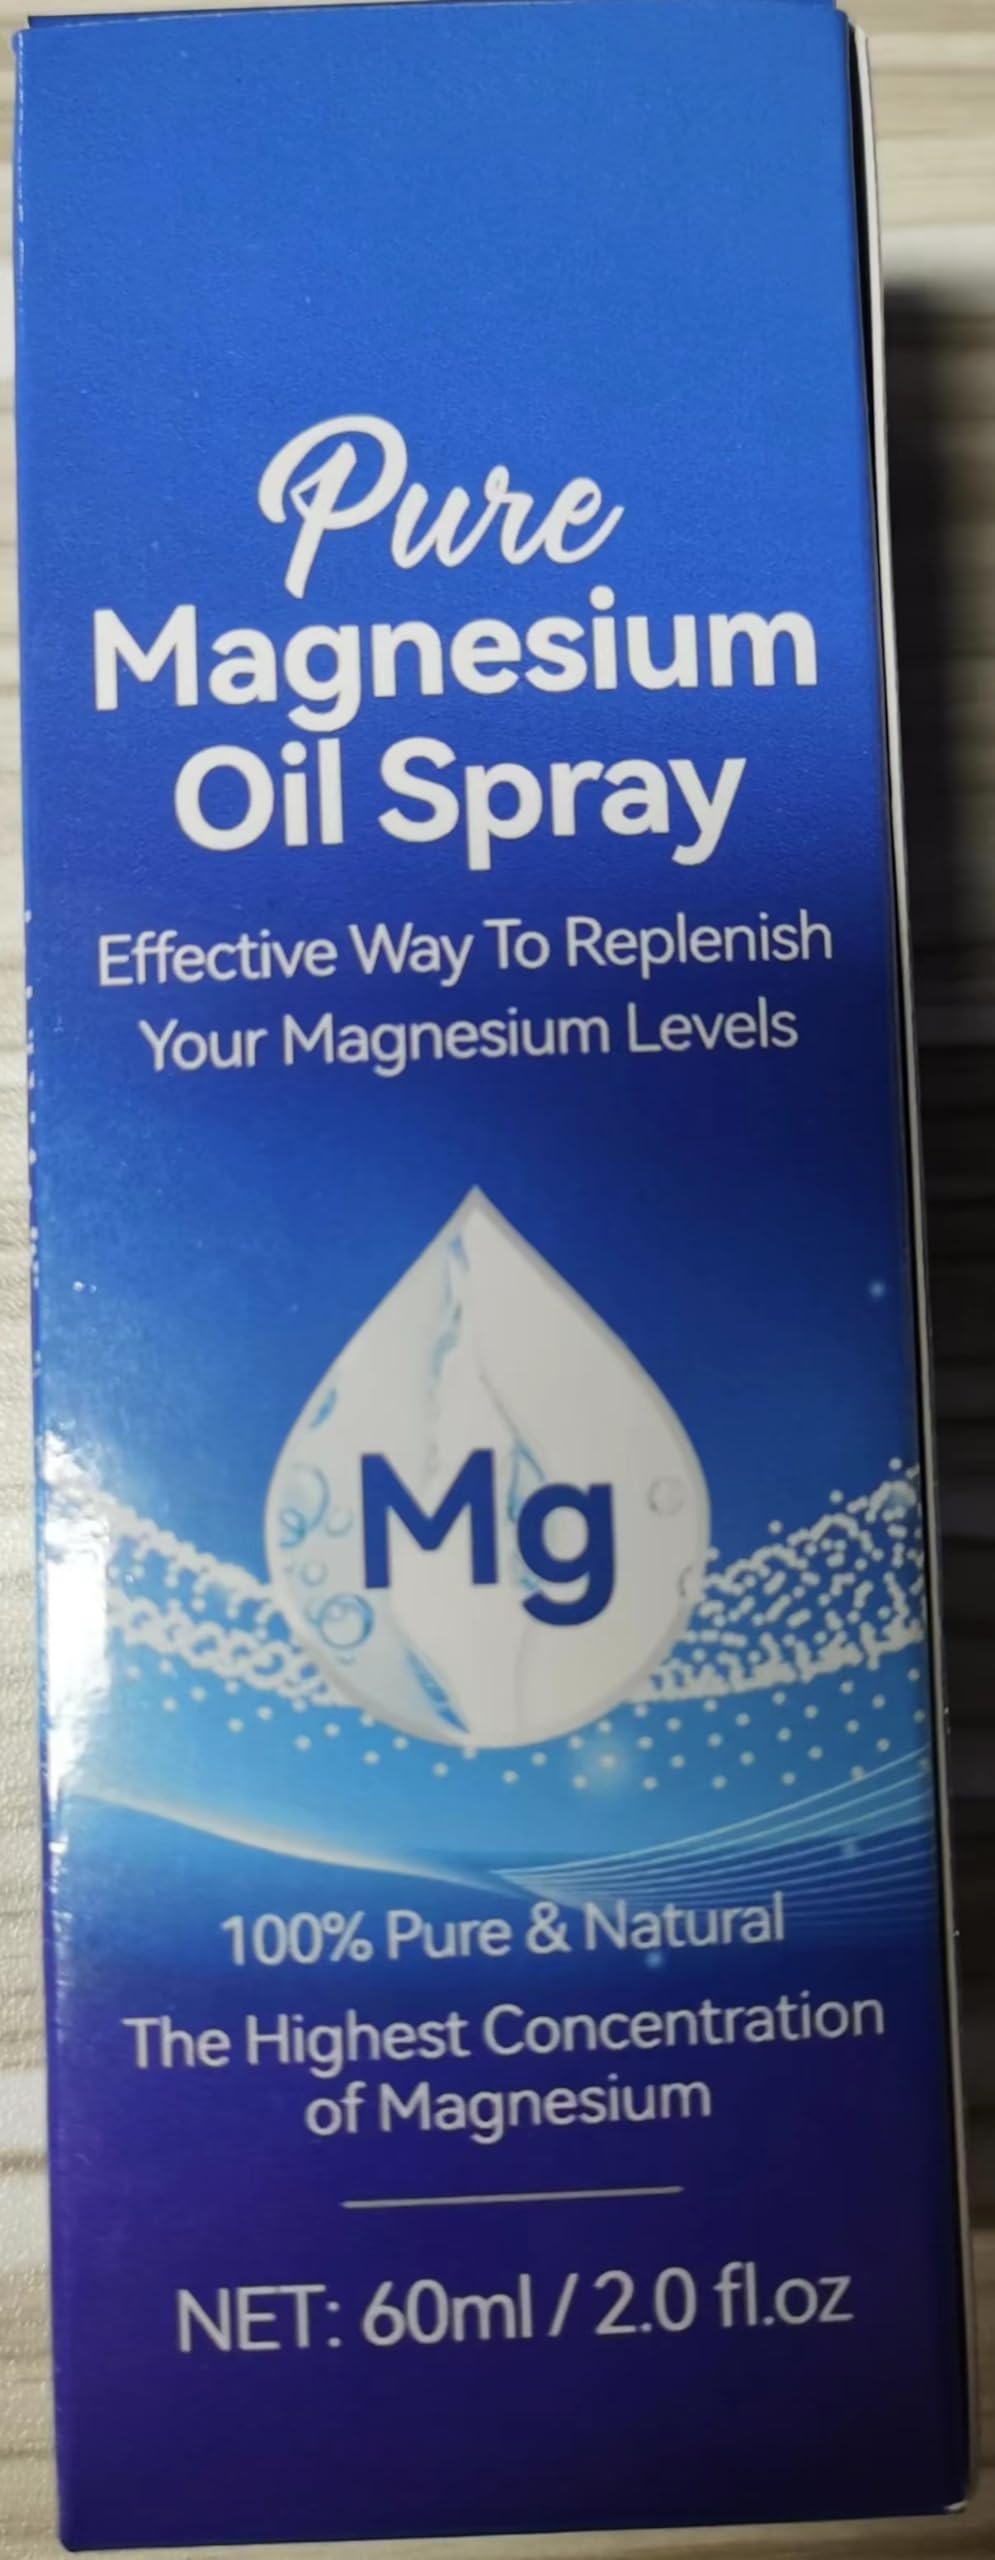 Pure
Magnesium
Oil Spray
Effective Way To Replenish
Your Magnesium Levels
Mg
100% Pure & Natural
The Highest Concentration
of Magnesium
NET: 60ml / 2.0 fl.oz